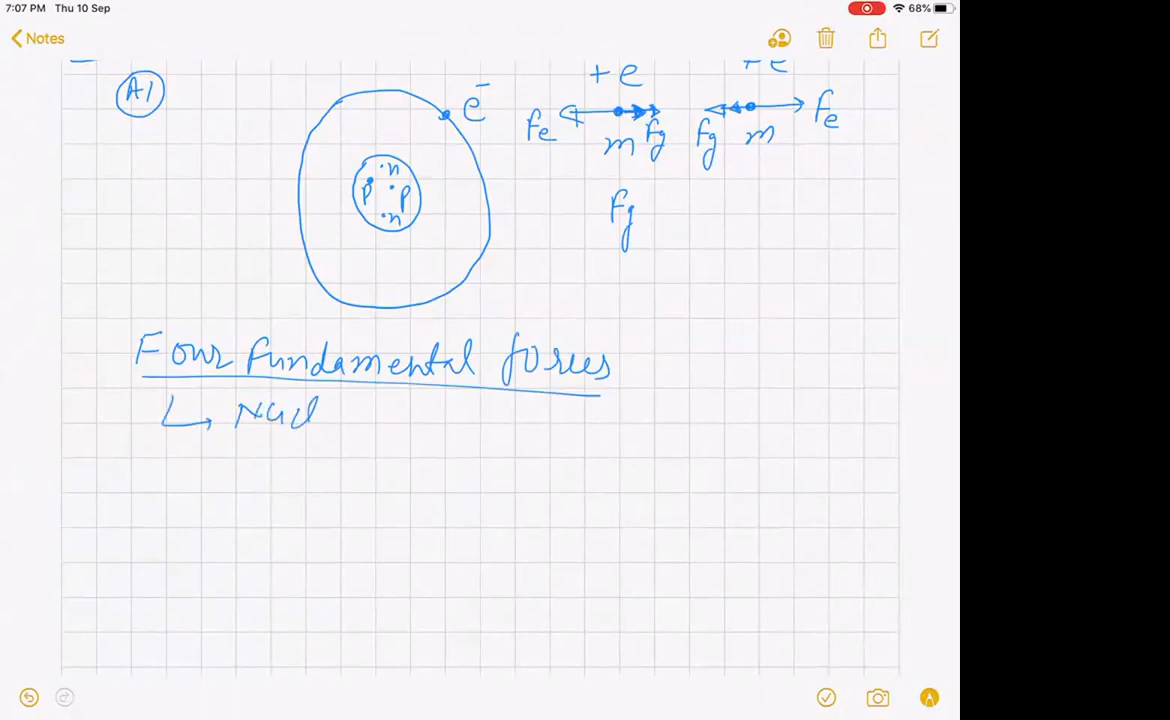 7:07 PM Thu 10 Sep
68%
Notes
A1
e-
+e
+e
Fe
m
Fg
Fg
m
Fe
n
p
p
n
Fg
Four fundamental forces
↳ Nucl